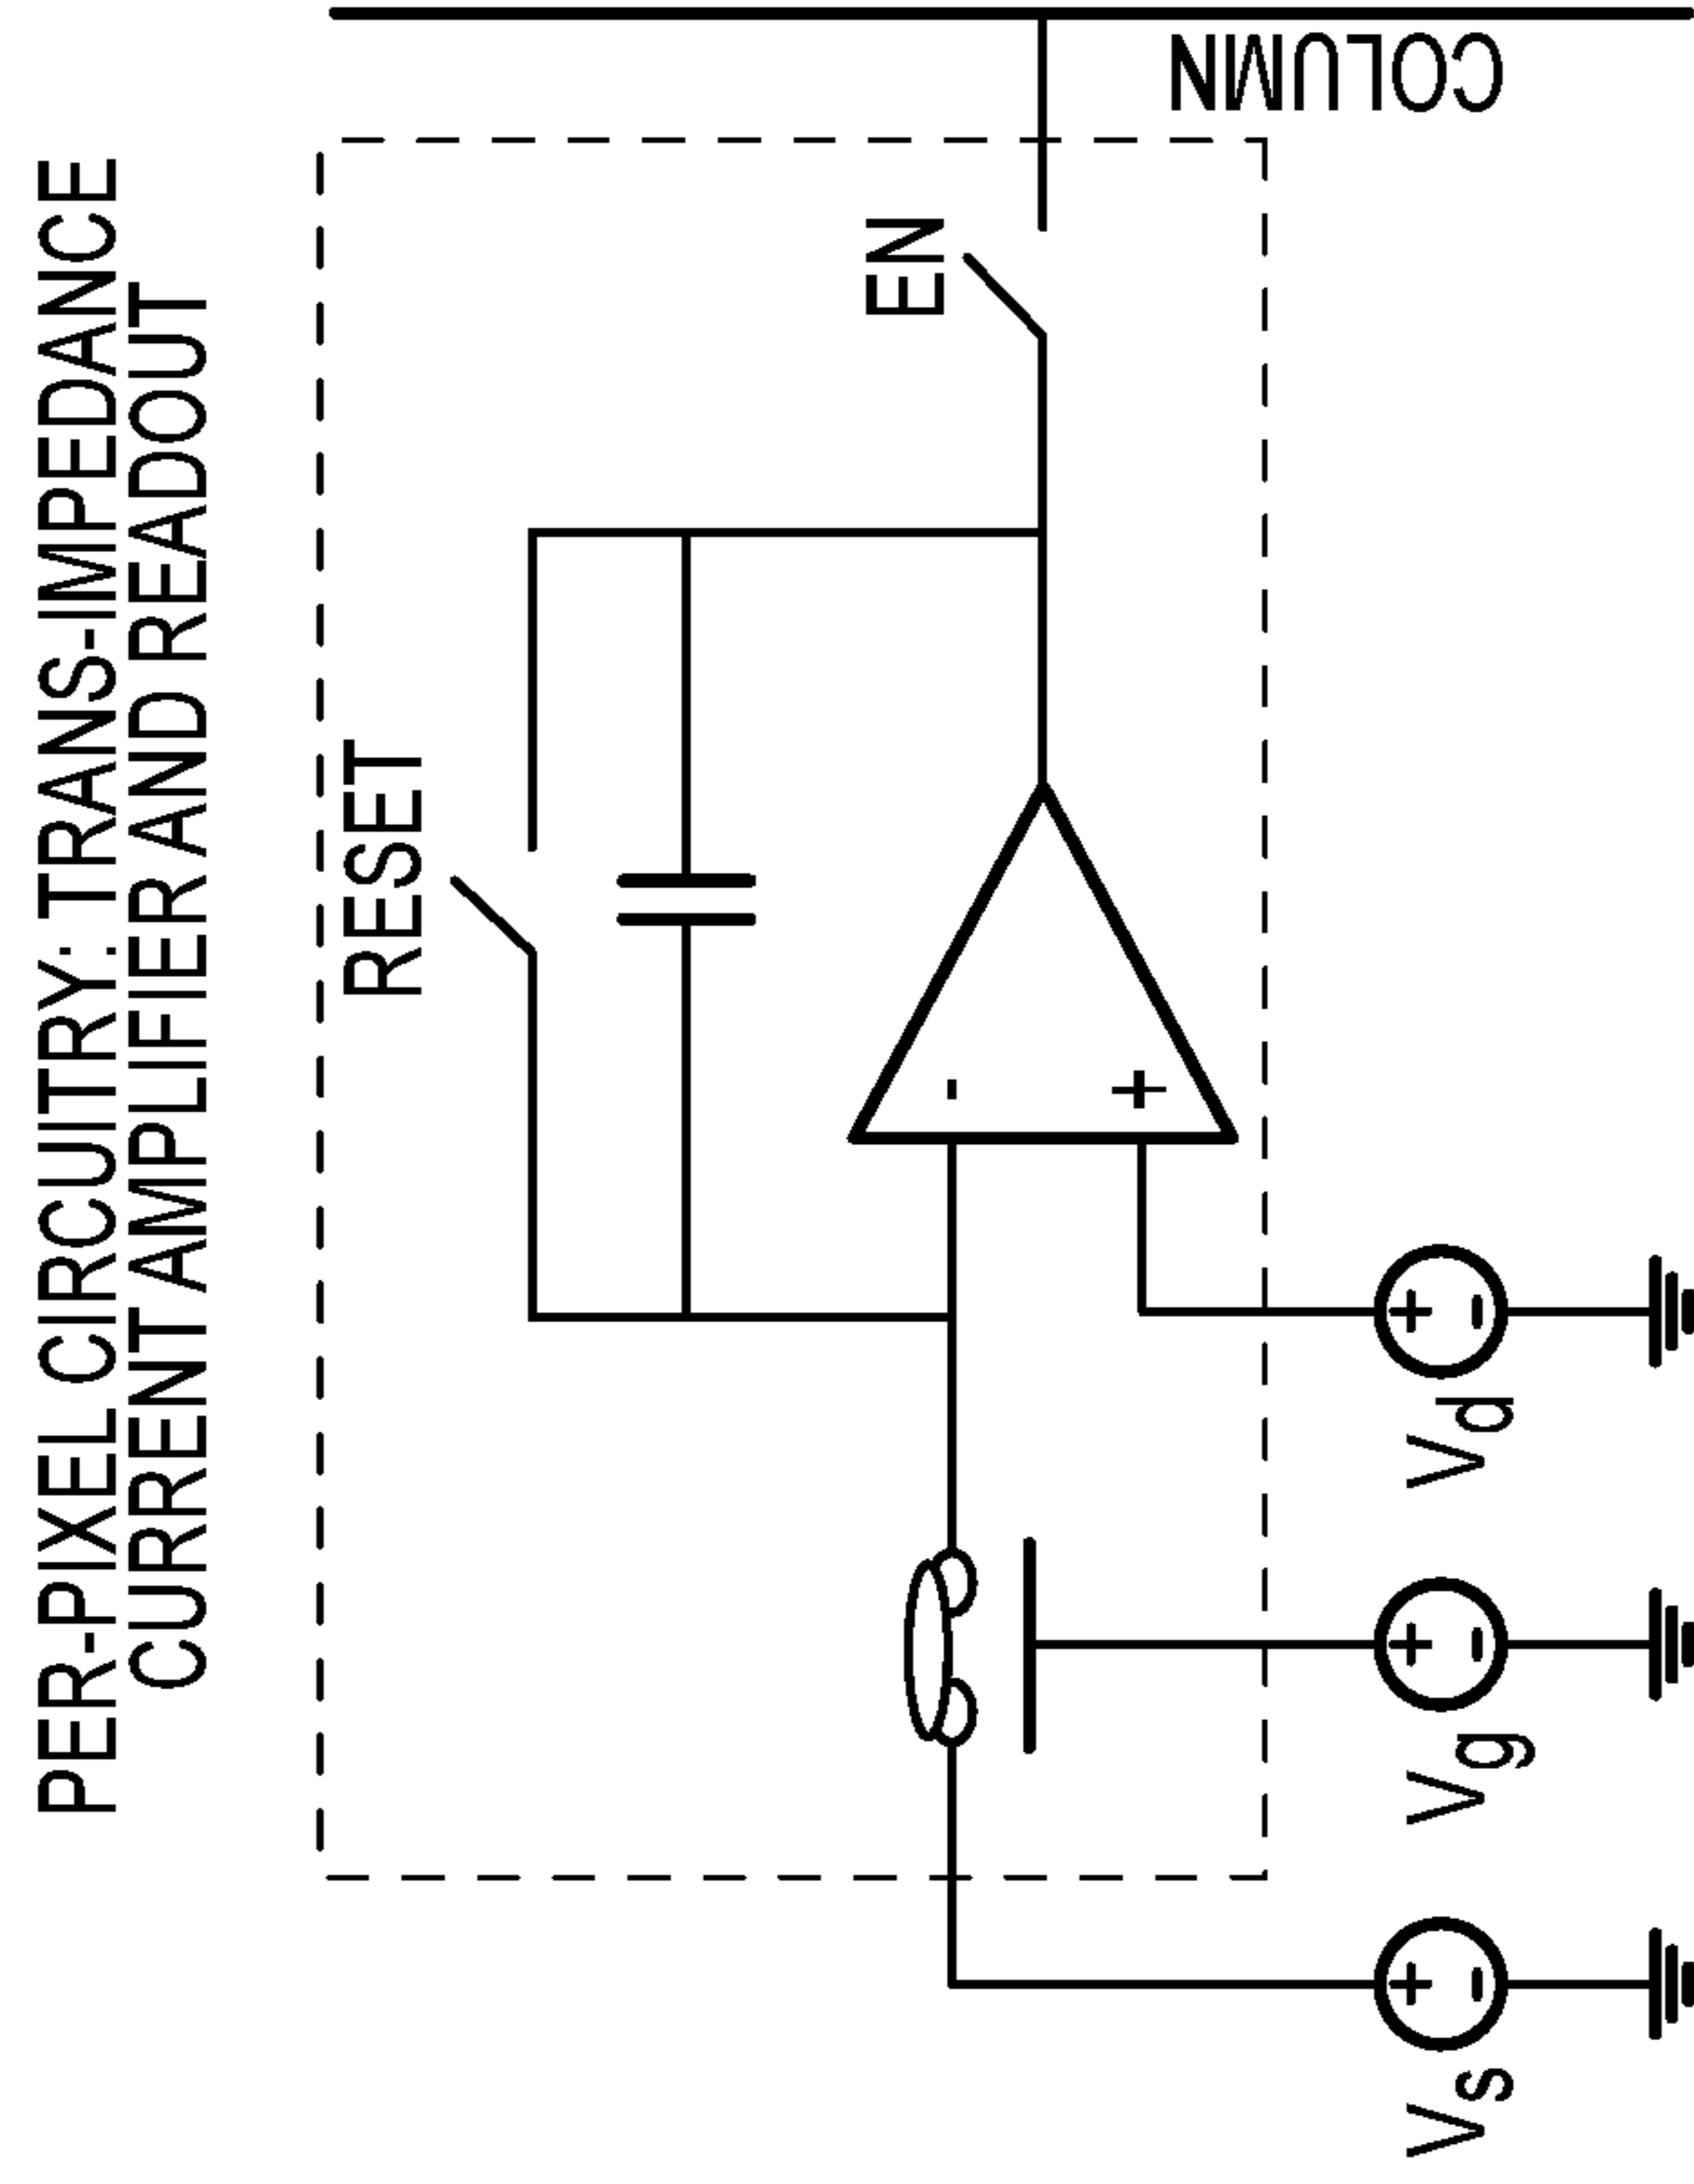 PER-PIXEL CIRCUITRY: TRANS-IMPEDANCE
CURRENT AMPLIFIER AND READOUT
RESET
EN
COLUMN
-
+
+
-
Vs
+
-
Vg
+
-
Vd